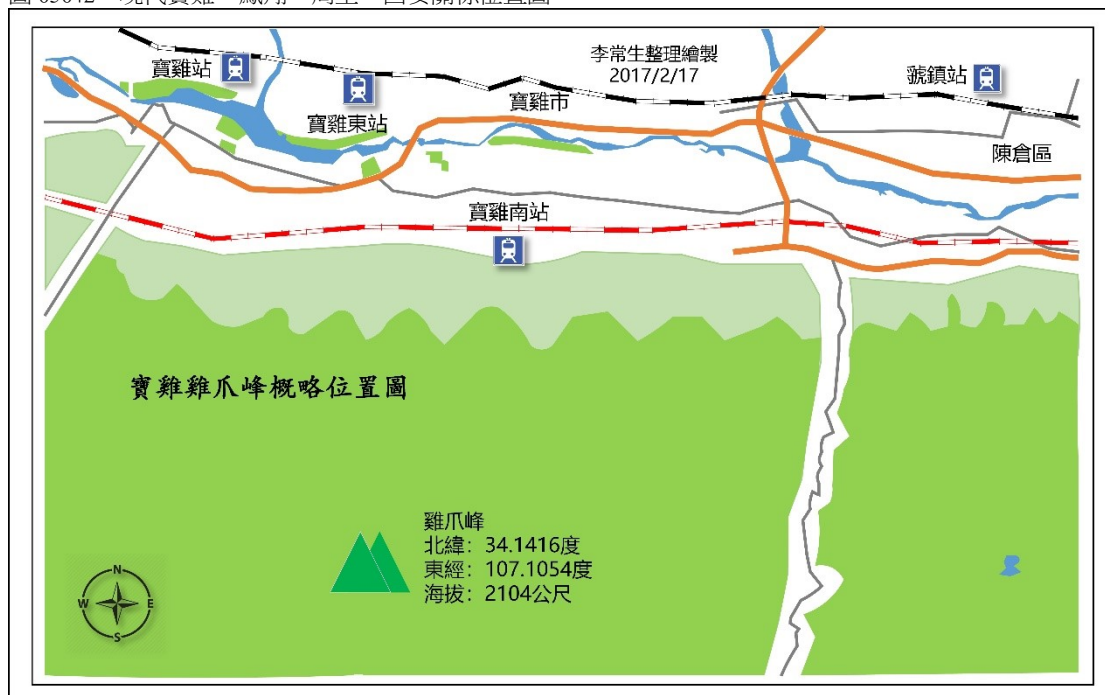 李常生整理繪製
2017/2/17
寶雞站
號鎮站
寶雞市
寶雞東站
陳倉區
寶雞南站
寶雞雞爪峰概略位置圖
雞爪峰
北緯：34.1416度
東經：107.1054度
海拔：2104公尺
N
W E
S